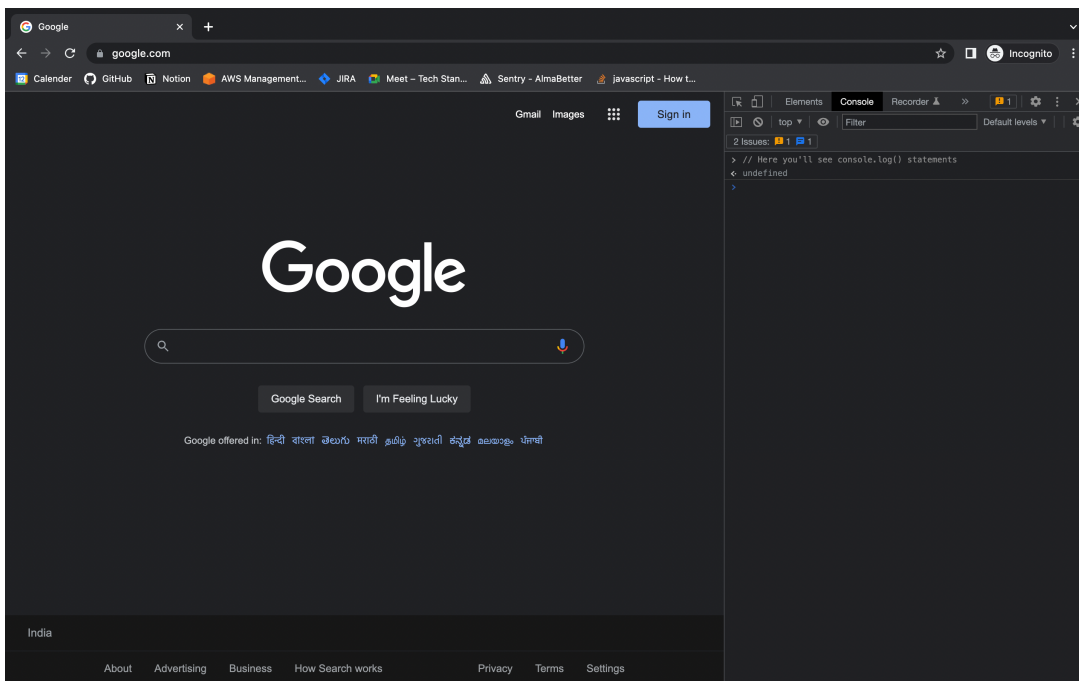 Google
google.com
Incognito
Calender GitHub Notion AWS Management... JIRA Meet – Tech Stan... Sentry - AlmaBetter javascript - How t...
Gmail Images Sign in
Elements Console Recorder 1
top Filter Default levels
2 Issues: 1 1
> // Here you'll see console.log() statements
undefined
>
Google
Google Search I'm Feeling Lucky
Google offered in: हिन्दी বাংলা తెలుగు मराठी தமிழ் ગુજરાતી ಕನ್ನಡ മലയാളം ਪੰਜਾਬੀ
India
About Advertising Business How Search works Privacy Terms Settings